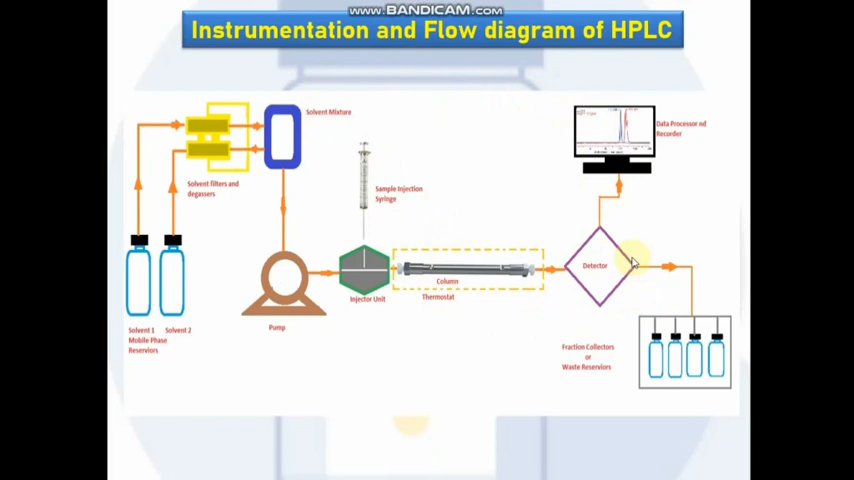 www.BANDICAM.com
Instrumentation and Flow diagram of HPLC
Solvent Mixture
Data Processor nd
Recorder
Solvent filters and
degassers
Sample Injection
Syringe
Detector
Column
Thermostat
Injector Unit
Pump
Solvent 1 Solvent 2
Mobile Phase
Reserviors
Fraction Collectors
or
Waste Reserviors